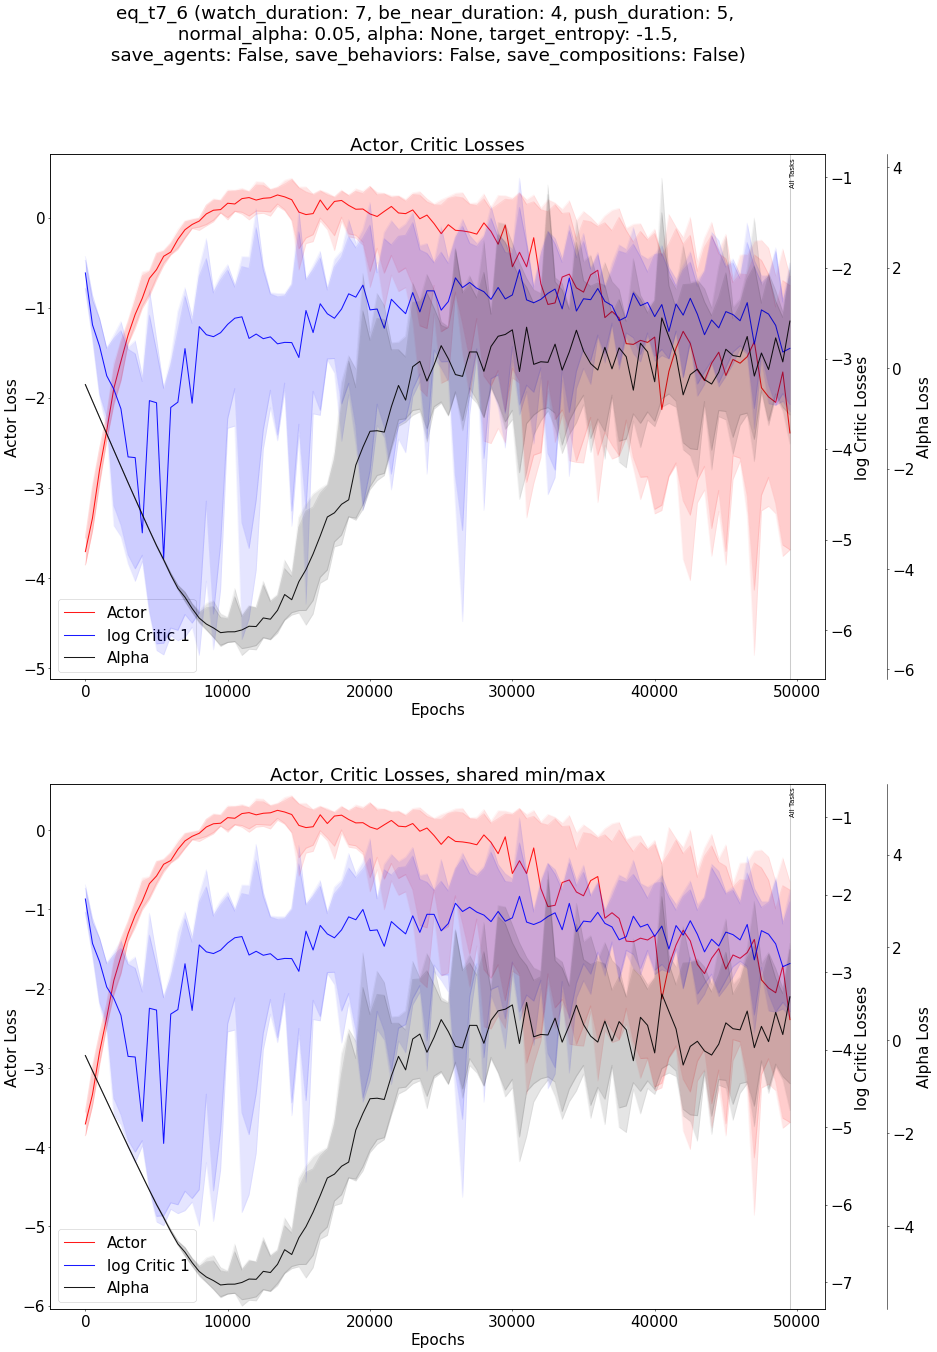 eq_t7_6 (watch_duration: 7, be_near_duration: 4, push_duration: 5,
normal_alpha: 0.05, alpha: None, target_entropy: -1.5,
save_agents: False, save_behaviors: False, save_compositions: False)
Actor, Critic Losses
All Tasks
0
−1
−2
−3
−4
−5
Actor Loss
−1
−2
−3
−4
−5
−6
log Critic Losses
4
2
0
−2
−4
−6
Alpha Loss
Actor
log Critic 1
Alpha
0 10000 20000 30000 40000 50000
Epochs
Actor, Critic Losses, shared min/max
All Tasks
0
−1
−2
−3
−4
−5
−6
Actor Loss
−1
−2
−3
−4
−5
−6
−7
log Critic Losses
4
2
0
−2
−4
Alpha Loss
Actor
log Critic 1
Alpha
0 10000 20000 30000 40000 50000
Epochs